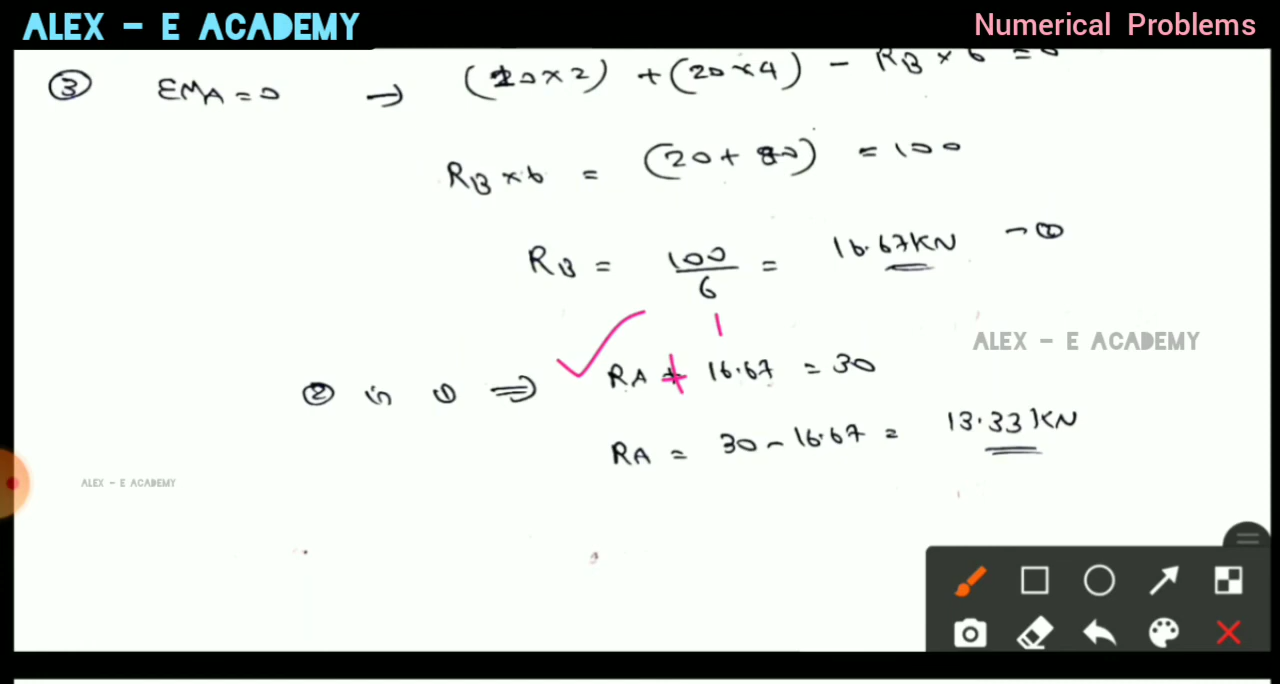 ALEX - E ACADEMY
Numerical Problems
③ ΣMA = 0 → (10×2) + (20×4) - RB × 6 = 0
RB × 6 = (20 + 80) = 100
RB = 100/6 = 16.67KN - ②
ALEX - E ACADEMY
② in ① ⇒ RA + 16.67 = 30
RA = 30 - 16.67 = 13.33KN
ALEX - E ACADEMY